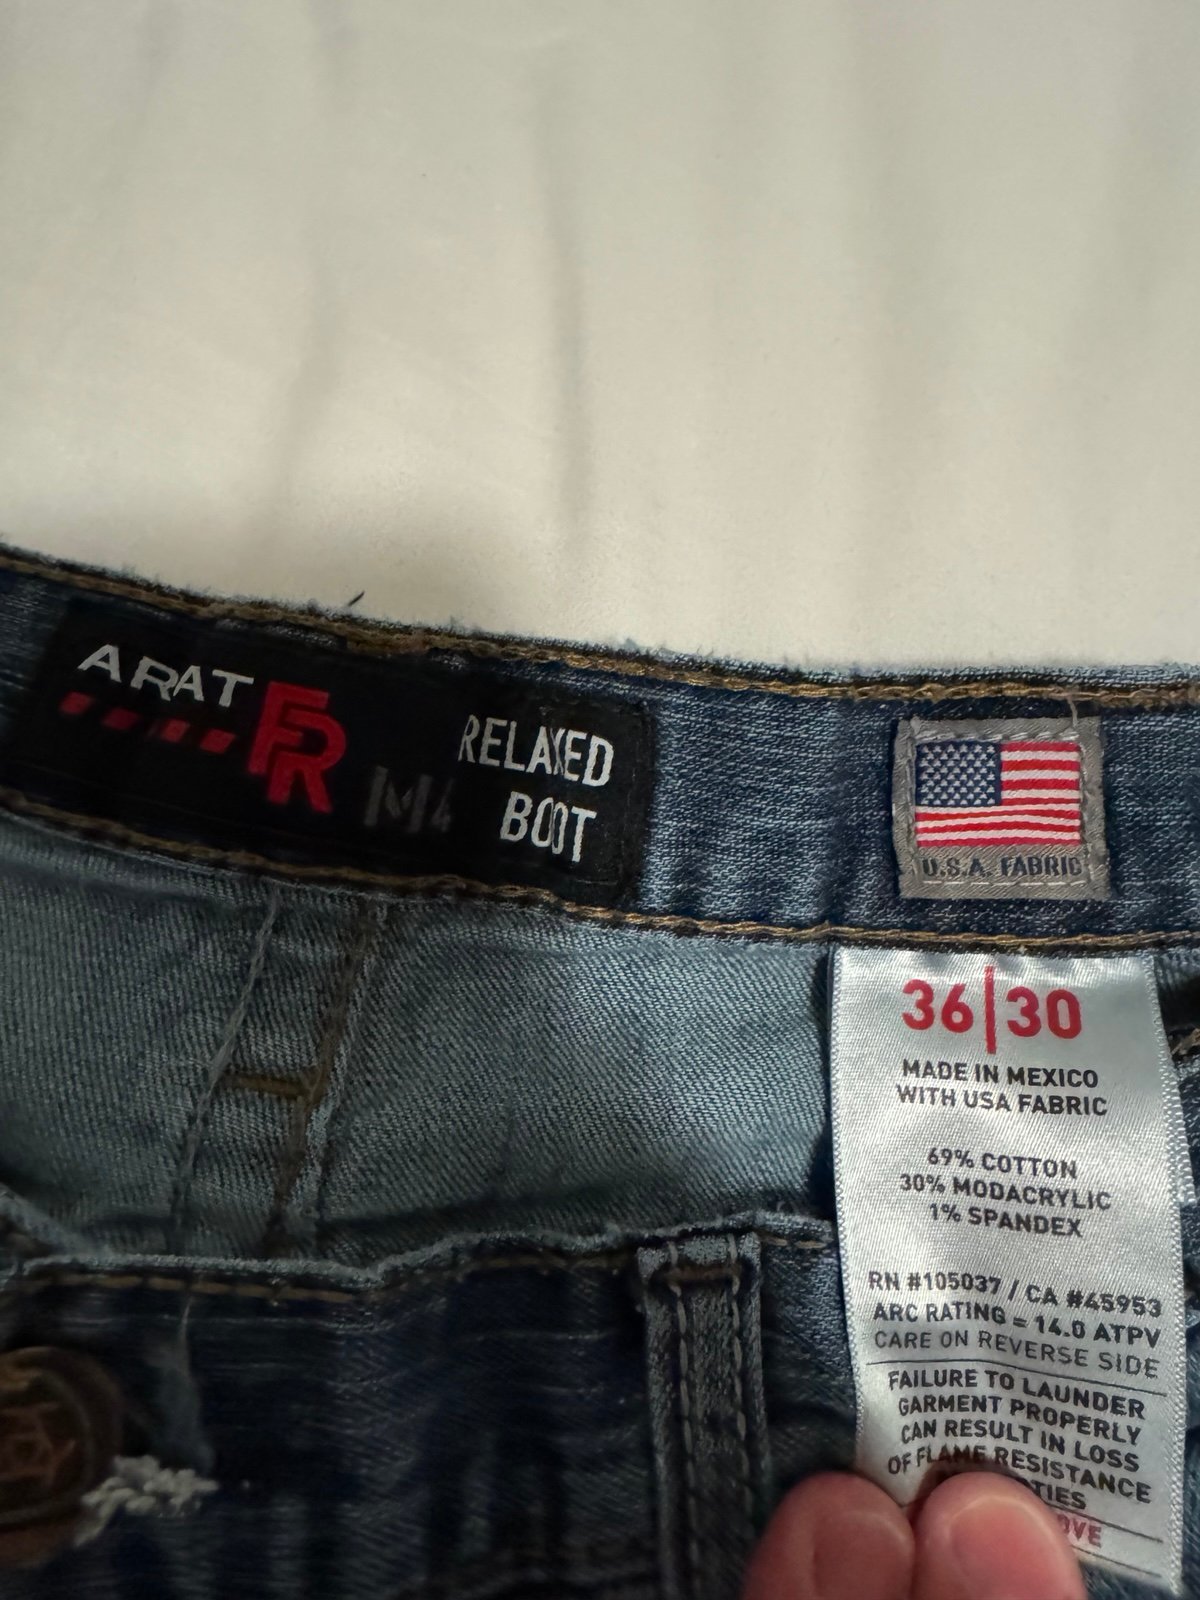 ARAT FR
M4
RELAXED
BOOT
U.S.A. FABRIC
36|30
MADE IN MEXICO
WITH USA FABRIC
69% COTTON
30% MODACRYLIC
1% SPANDEX
RN #105037 / CA #45953
ARC RATING = 14.0 ATPV
CARE ON REVERSE SIDE
FAILURE TO LAUNDER
GARMENT PROPERLY
CAN RESULT IN LOSS
OF FLAME RESISTANCE